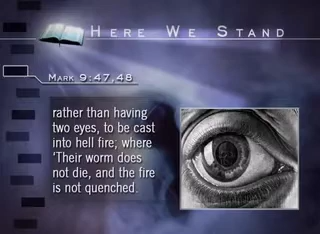 HERE WE STAND
MARK 9:47,48
rather than having
two eyes, to be cast
into hell fire, where
‘Their worm does
not die, and the fire
is not quenched.